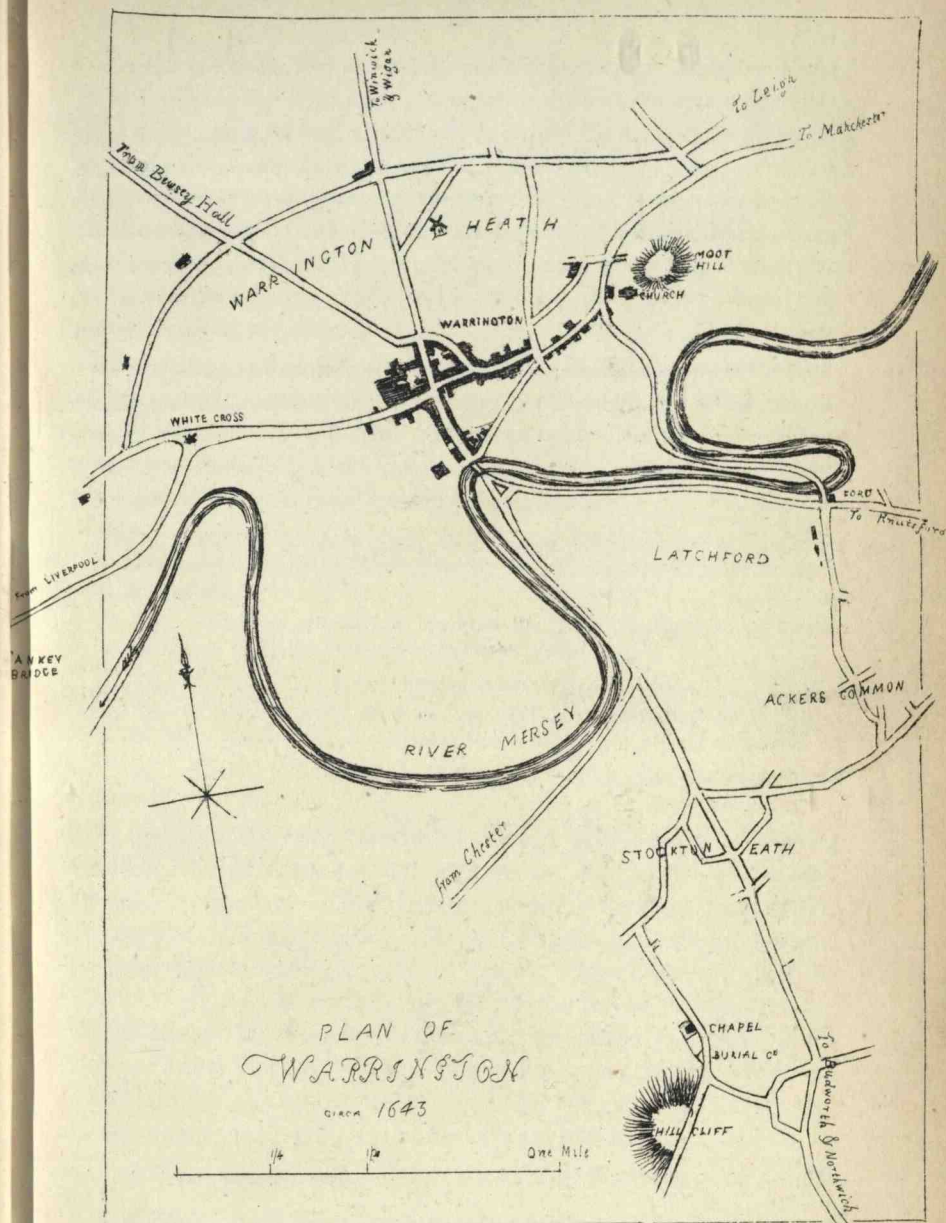 To Winwick
& Wigan
To Leigh
To Manchester
From Bewsey Hall
WARRINGTON HEATH
MOOT
HILL
CHURCH
WARRINGTON
WHITE CROSS
FORD
To Knutsford
LATCHFORD
from LIVERPOOL
ANKEY
BRIDGE
ACKERS COMMON
RIVER MERSEY
from Chester
STOCKTON EATH
PLAN OF
WARRINGTON
CIRCA 1643
CHAPEL
BURIAL Gd
HILL CLIFF
To Budworth & Northwich
1/4
1/2
One Mile